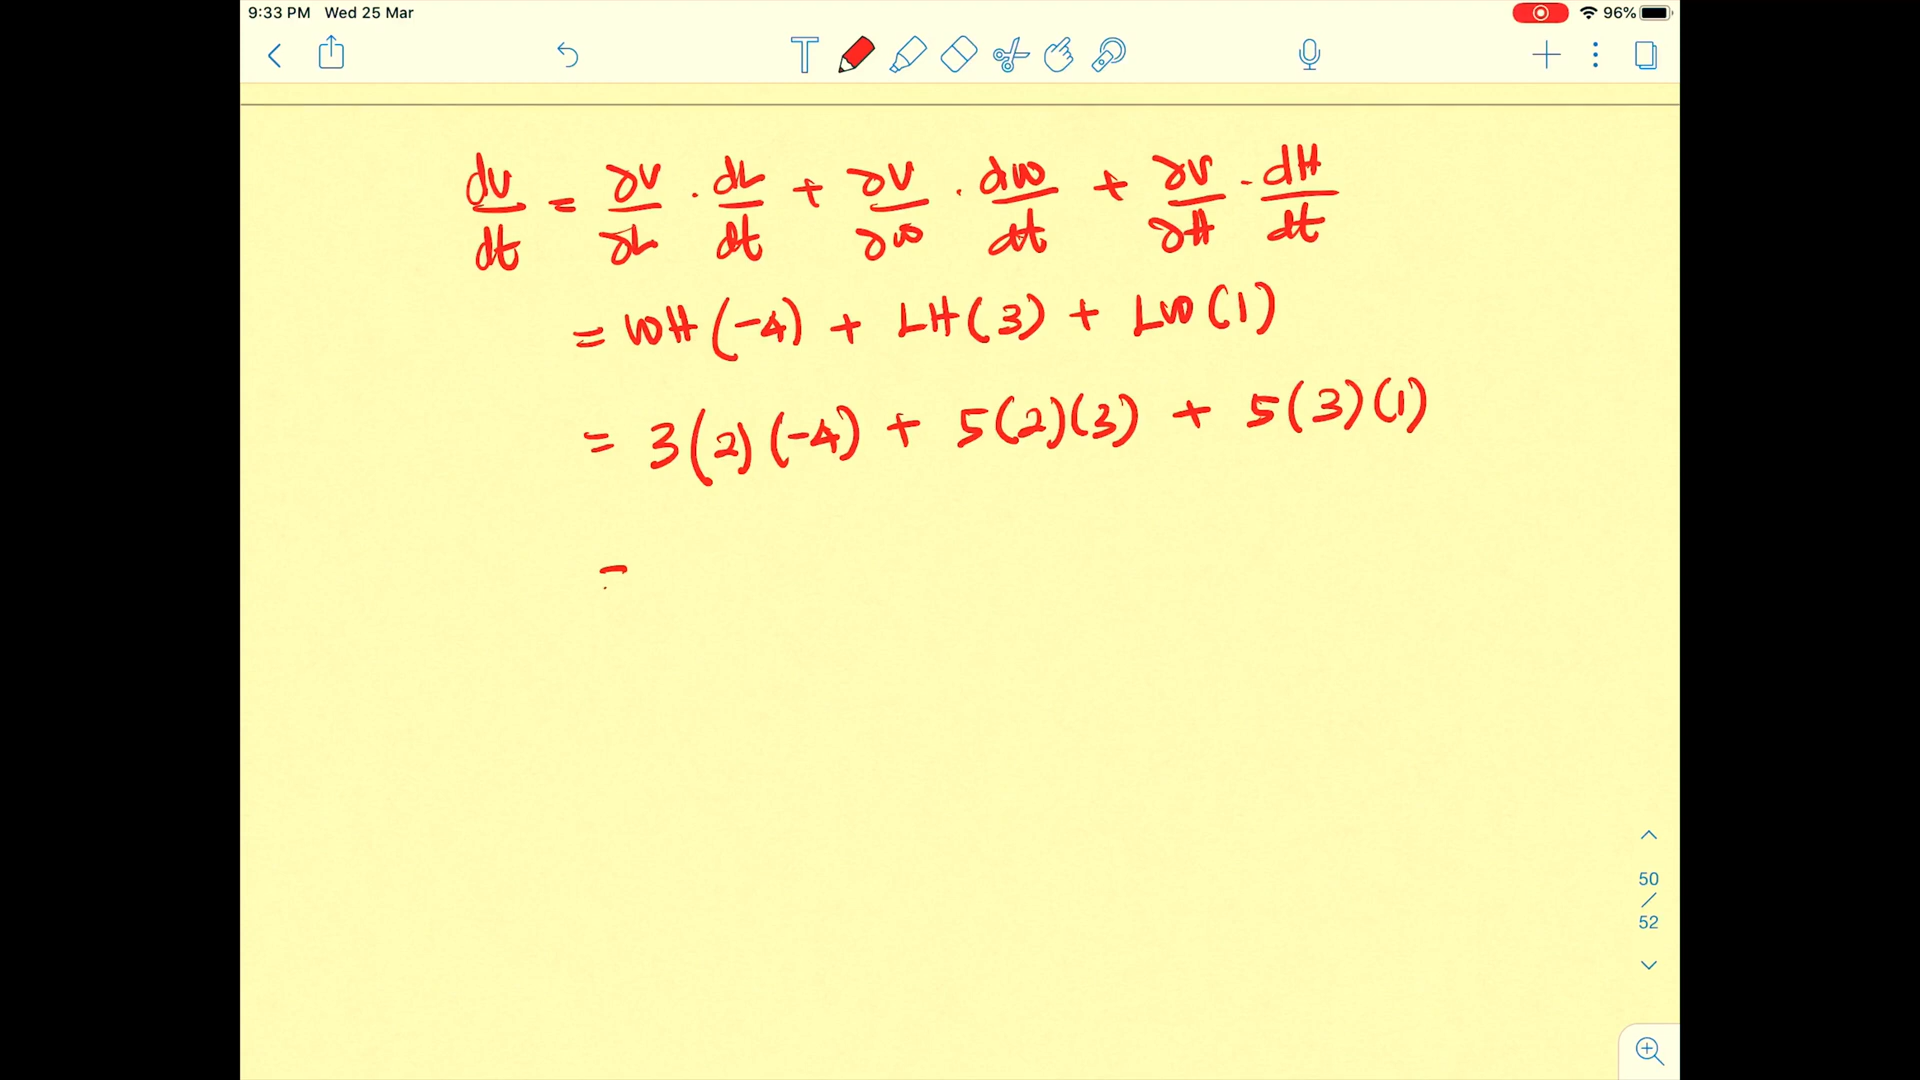 9:33 PM Wed 25 Mar 96%
T
dV/dt = ∂V/∂L · dL/dt + ∂V/∂W · dW/dt + ∂V/∂H · dH/dt
= WH(-4) + LH(3) + LW(1)
= 3(2)(-4) + 5(2)(3) + 5(3)(1)
=
50
/
52